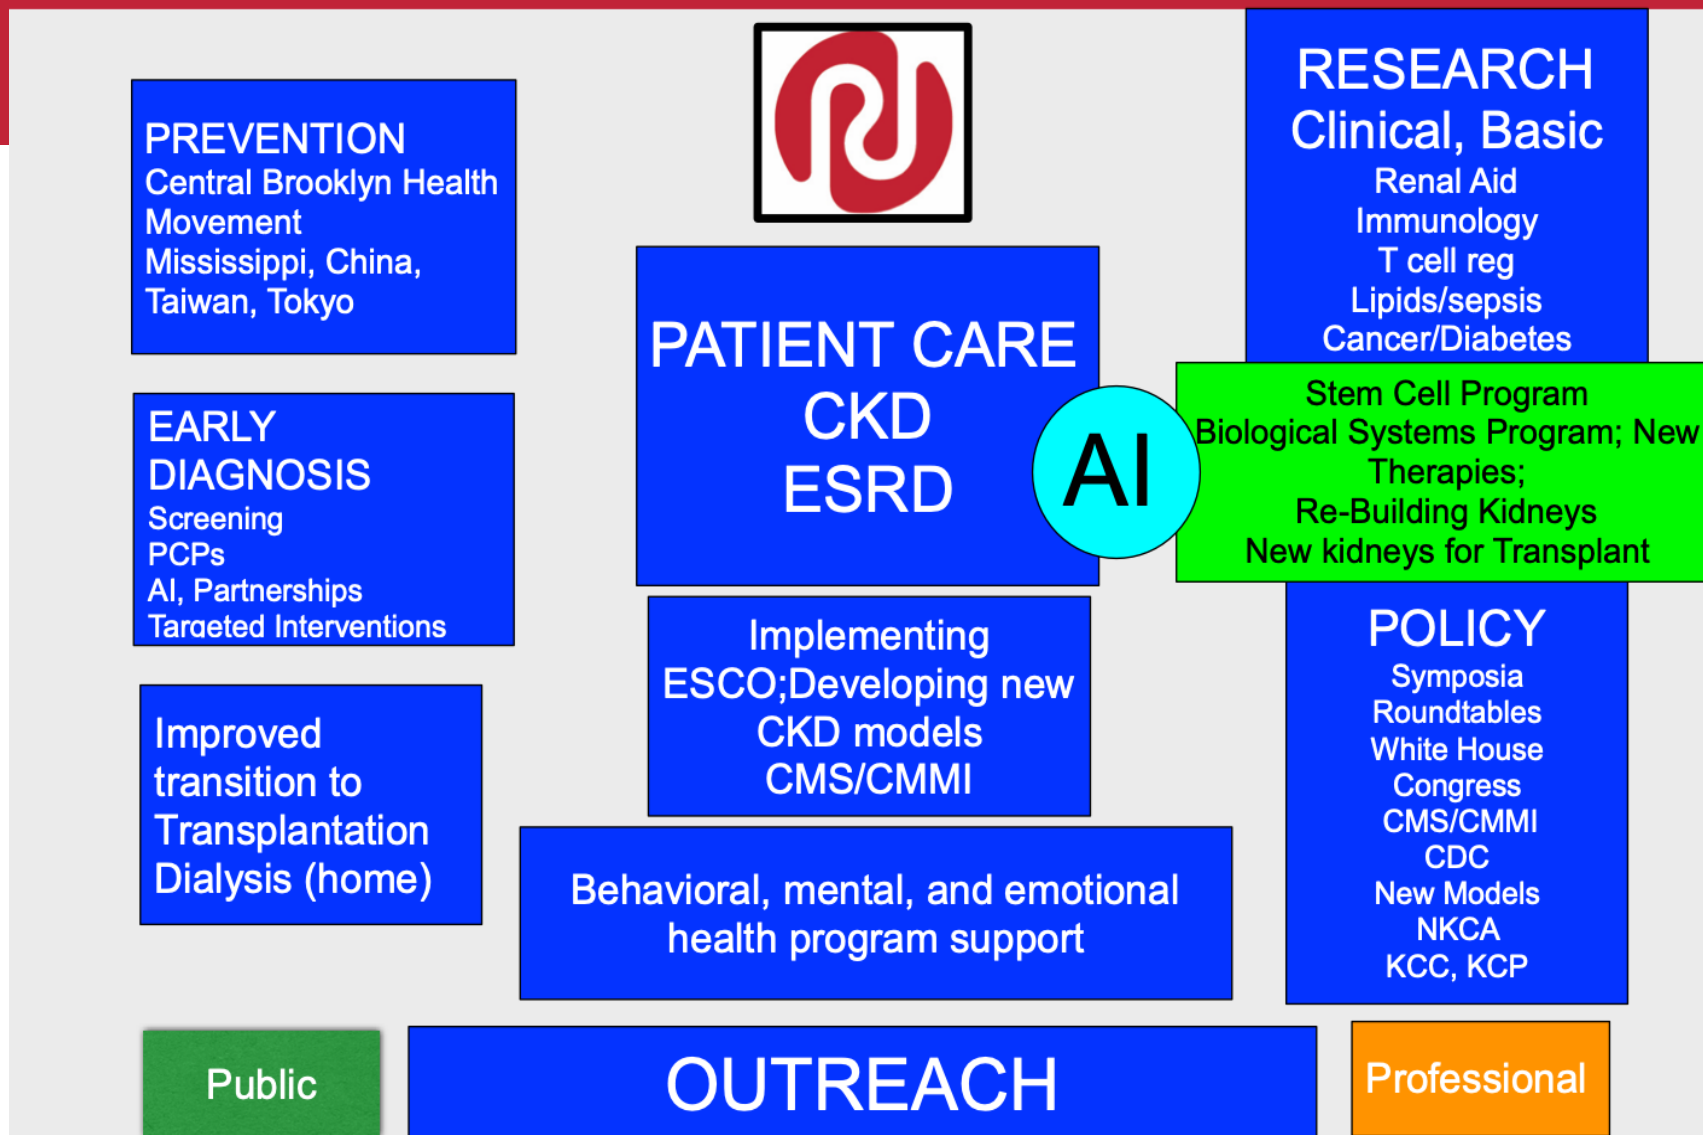 PREVENTION
Central Brooklyn Health
Movement
Mississippi, China,
Taiwan, Tokyo
EARLY
DIAGNOSIS
Screening
PCPs
AI, Partnerships
Targeted Interventions
Improved
transition to
Transplantation
Dialysis (home)
PATIENT CARE
CKD
ESRD
AI
Implementing
ESCO;Developing new
CKD models
CMS/CMMI
Behavioral, mental, and emotional
health program support
RESEARCH
Clinical, Basic
Renal Aid
Immunology
T cell reg
Lipids/sepsis
Cancer/Diabetes
Stem Cell Program
Biological Systems Program; New
Therapies;
Re-Building Kidneys
New kidneys for Transplant
POLICY
Symposia
Roundtables
White House
Congress
CMS/CMMI
CDC
New Models
NKCA
KCC, KCP
Public
OUTREACH
Professional